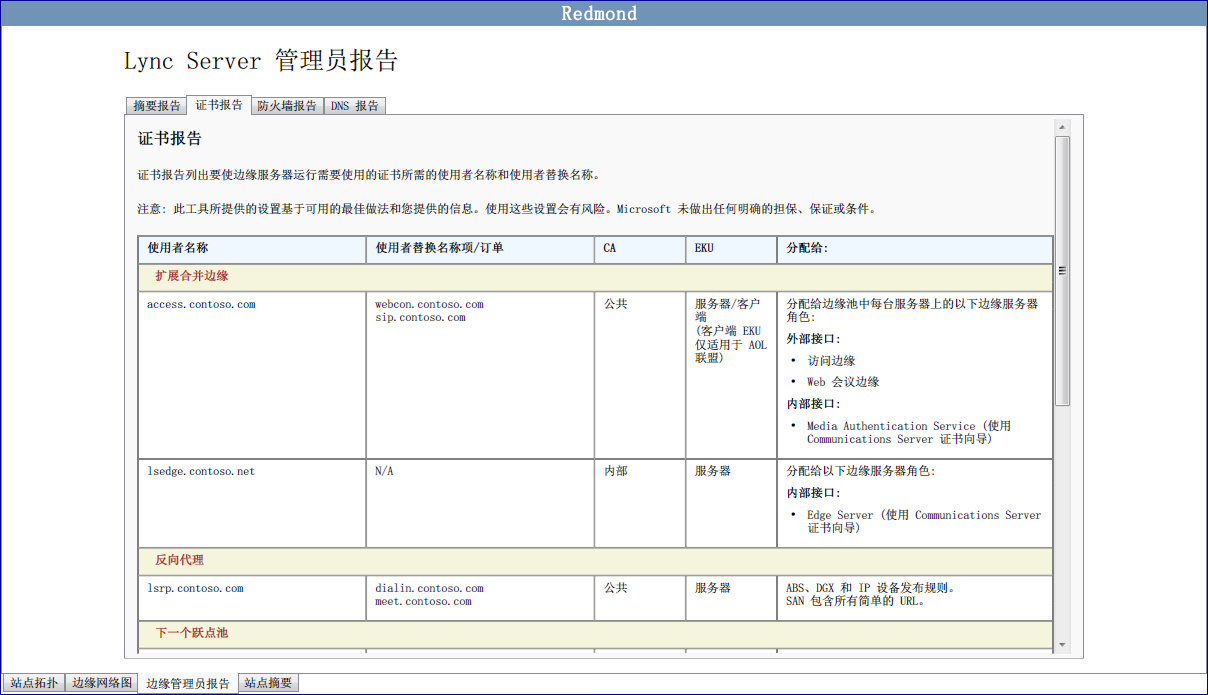 Redmond
Lync Server 管理员报告
摘要报告 证书报告 防火墙报告 DNS 报告
证书报告
证书报告列出要使边缘服务器运行需要使用的证书所需的使用者名称和使用者替换名称。
注意: 此工具所提供的设置基于可用的最佳做法和您提供的信息。使用这些设置会有风险。Microsoft 未做出任何明确的担保、保证或条件。
使用者名称 使用者替换名称项/订单 CA EKU 分配给:
扩展合并边缘
access.contoso.com
webcon.contoso.com
sip.contoso.com
公共
服务器/客户
端
(客户端 EKU
仅适用于 AOL
联盟)
分配给边缘池中每台服务器上的以下边缘服务器
角色:
外部接口:
• 访问边缘
• Web 会议边缘
内部接口:
• Media Authentication Service (使用
Communications Server 证书向导)
lsedge.contoso.net
N/A
内部
服务器
分配给以下边缘服务器角色:
内部接口:
• Edge Server (使用 Communications Server
证书向导)
反向代理
lsrp.contoso.com
dialin.contoso.com
meet.contoso.com
公共
服务器
ABS、DGX 和 IP 设备发布规则。
SAN 包含所有简单的 URL。
下一个跃点池
站点拓扑 边缘网络图 边缘管理员报告 站点摘要